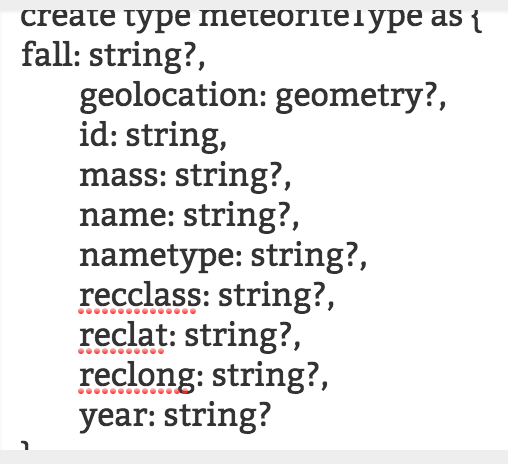 create type meteoriteType as {
fall: string?,
geolocation: geometry?,
id: string,
mass: string?,
name: string?,
nametype: string?,
recclass: string?,
reclat: string?,
reclong: string?,
year: string?
}